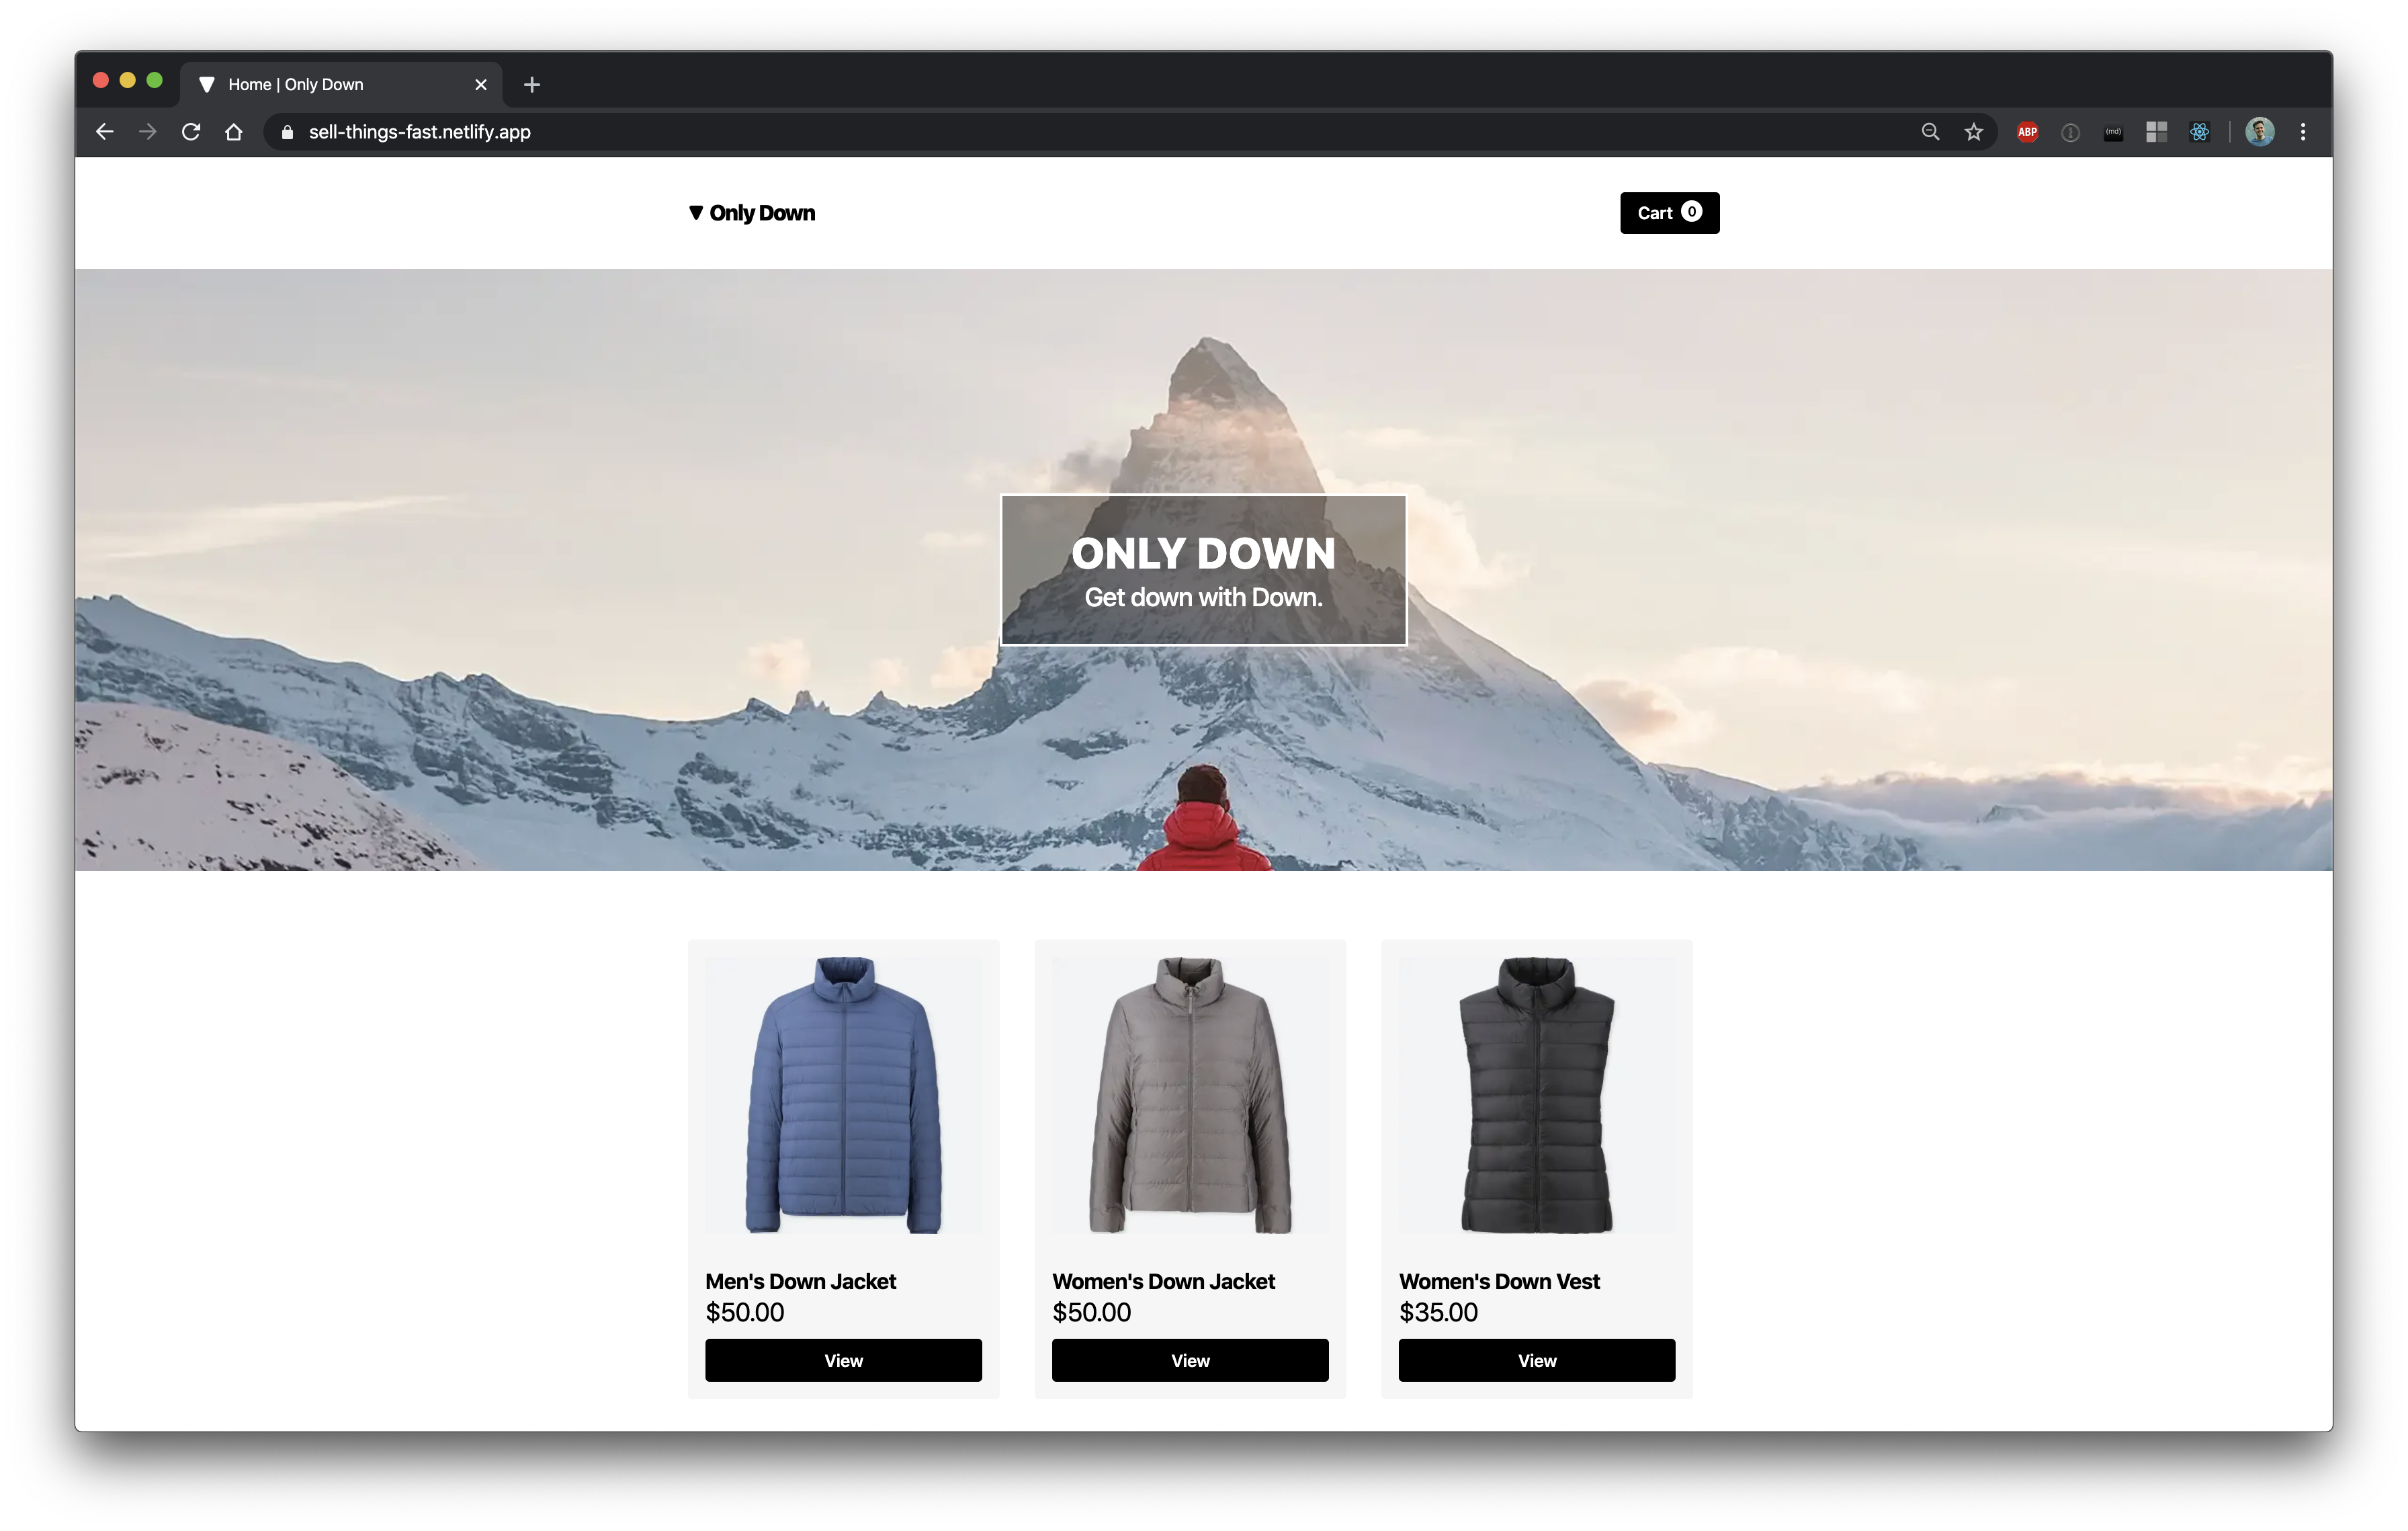 Home | Only Down
sell-things-fast.netlify.app
ABP
(md)
Only Down
Cart 0
ONLY DOWN
Get down with Down.
Men's Down Jacket
$50.00
View
Women's Down Jacket
$50.00
View
Women's Down Vest
$35.00
View